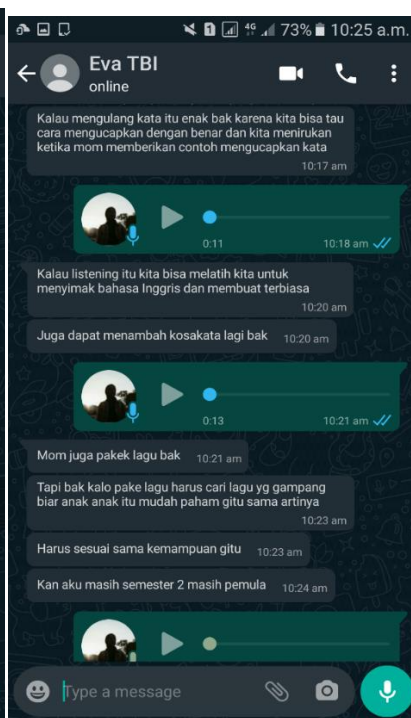 4G 73% 10:25 a.m.
Eva TBI
online
Kalau mengulang kata itu enak bak karena kita bisa tau
cara mengucapkan dengan benar dan kita menirukan
ketika mom memberikan contoh mengucapkan kata
10:17 am
0:11 10:18 am
Kalau listening itu kita bisa melatih kita untuk
menyimak bahasa Inggris dan membuat terbiasa
10:20 am
Juga dapat menambah kosakata lagi bak 10:20 am
0:13 10:21 am
Mom juga pakek lagu bak 10:21 am
Tapi bak kalo pake lagu harus cari lagu yg gampang
biar anak anak itu mudah paham gitu sama artinya
10:23 am
Harus sesuai sama kemampuan gitu 10:23 am
Kan aku masih semester 2 masih pemula 10:24 am
Type a message